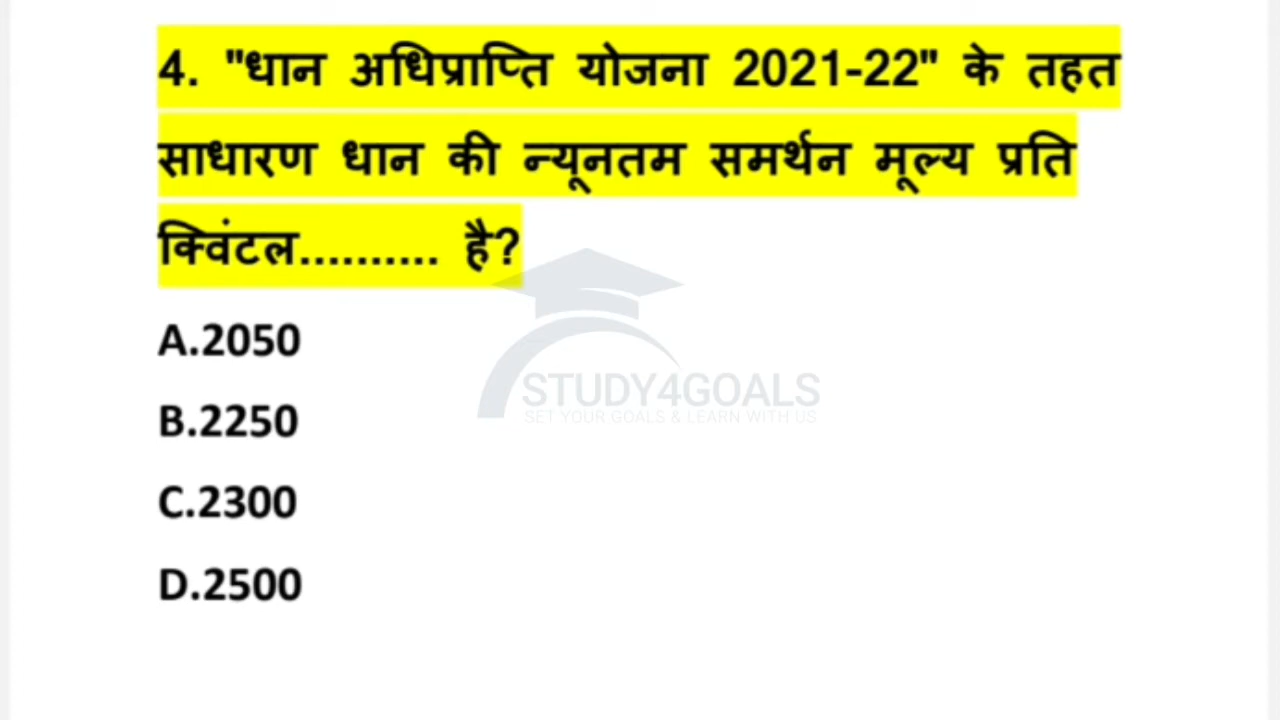 4. "धान अधिप्राप्ति योजना 2021-22" के तहत
साधारण धान की न्यूनतम समर्थन मूल्य प्रति
क्विंटल.......... है?
A.2050
B.2250
C.2300
D.2500
STUDY4GOALS
SET YOUR GOALS & LEARN WITH US